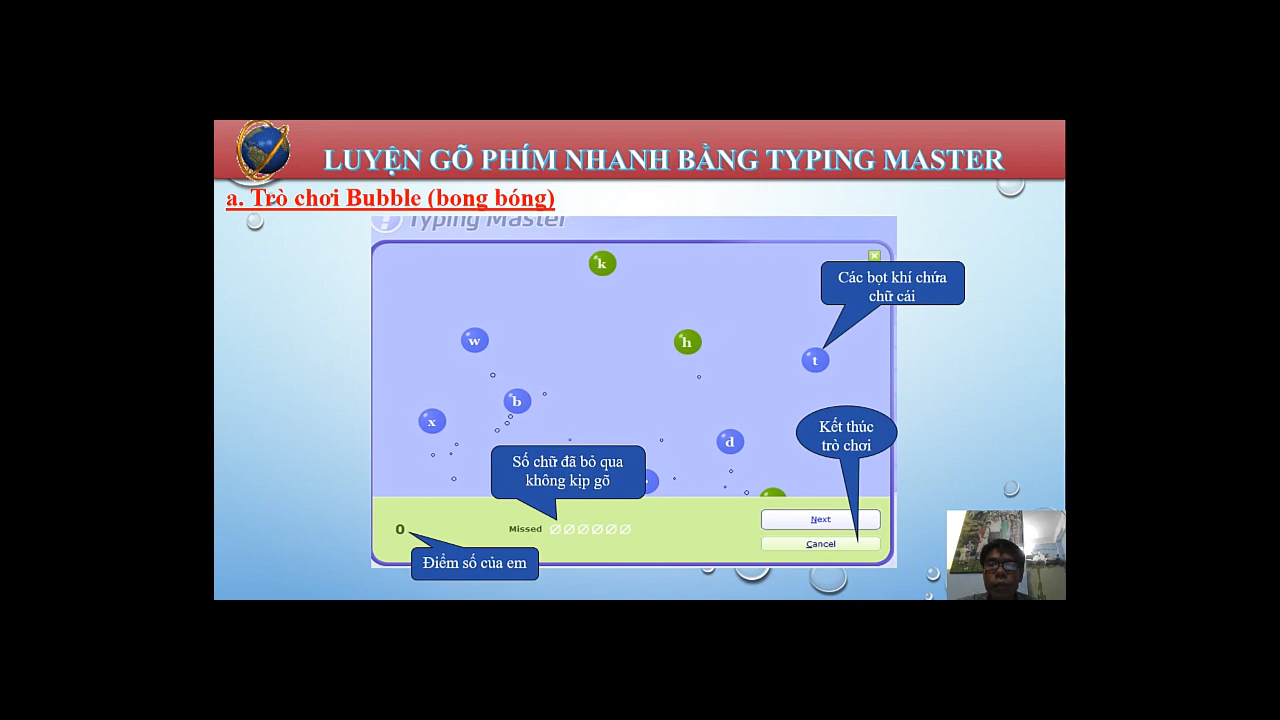 LUYỆN GÕ PHÍM NHANH BẰNG TYPING MASTER
a. Trò chơi Bubble (bong bóng)
Typing Master
k
Các bọt khí chứa
chữ cái
w
h
t
b
x
d
Kết thúc
trò chơi
Số chữ đã bỏ qua
không kịp gõ
0
Missed
Next
Cancel
Điểm số của em